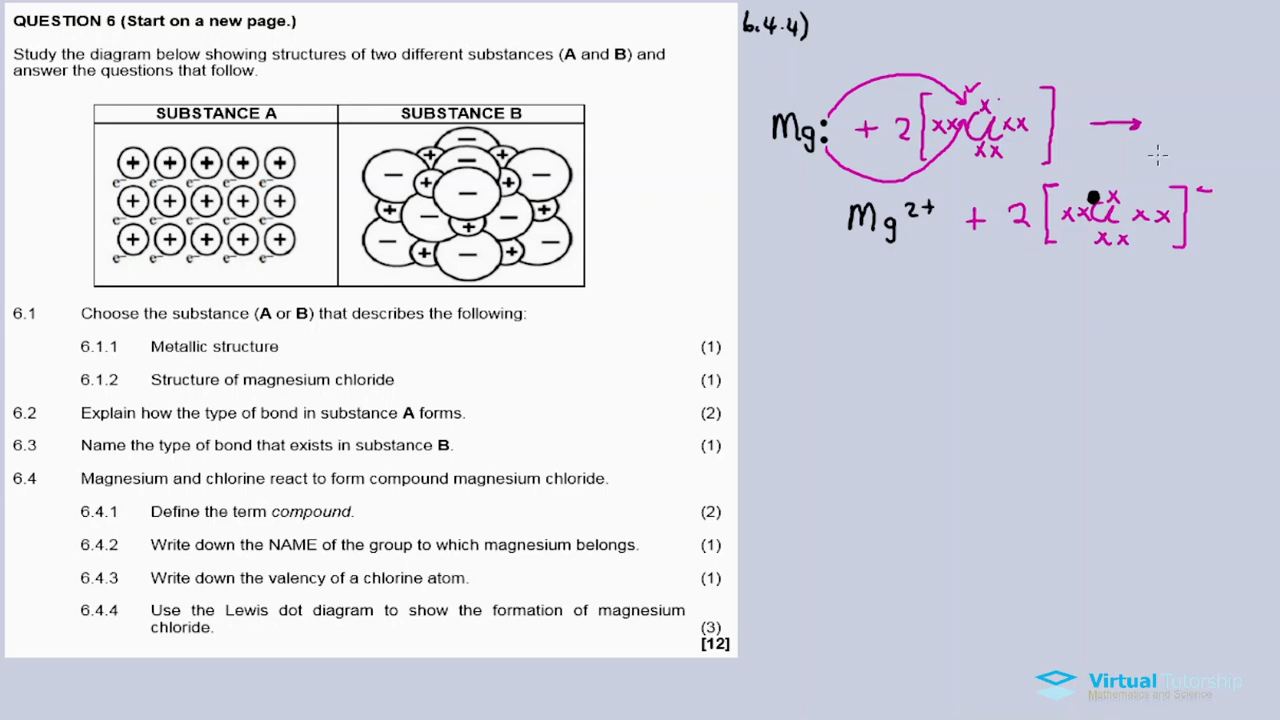 QUESTION 6 (Start on a new page.)
Study the diagram below showing structures of two different substances (A and B) and
answer the questions that follow.
SUBSTANCE A SUBSTANCE B
+ + + + +
e- e- e- e- e-
+ + + + +
e- e- e- e- e-
+ + + + +
e- e- e- e- e-
6.1 Choose the substance (A or B) that describes the following:
6.1.1 Metallic structure (1)
6.1.2 Structure of magnesium chloride (1)
6.2 Explain how the type of bond in substance A forms. (2)
6.3 Name the type of bond that exists in substance B. (1)
6.4 Magnesium and chlorine react to form compound magnesium chloride.
6.4.1 Define the term compound. (2)
6.4.2 Write down the NAME of the group to which magnesium belongs. (1)
6.4.3 Write down the valency of a chlorine atom. (1)
6.4.4 Use the Lewis dot diagram to show the formation of magnesium
chloride. (3)
[12]
6.4.4)
x
Mg: + 2[xxClxx] →
xx
•x
Mg2+ + 2[xxClxx]-
xx
Virtual Tutorship
Mathematics and Science